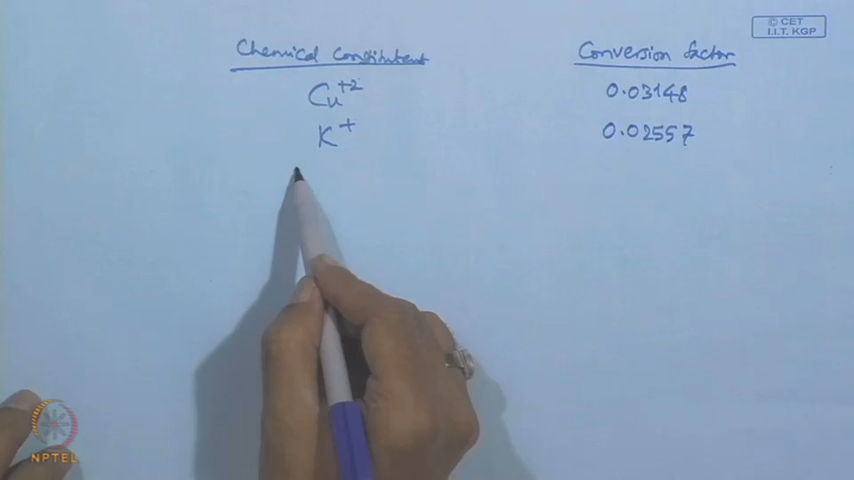 © CET
I.I.T. KGP
Chemical constituent Conversion factor
Cu+2 0.03148
K+ 0.02557
NPTEL